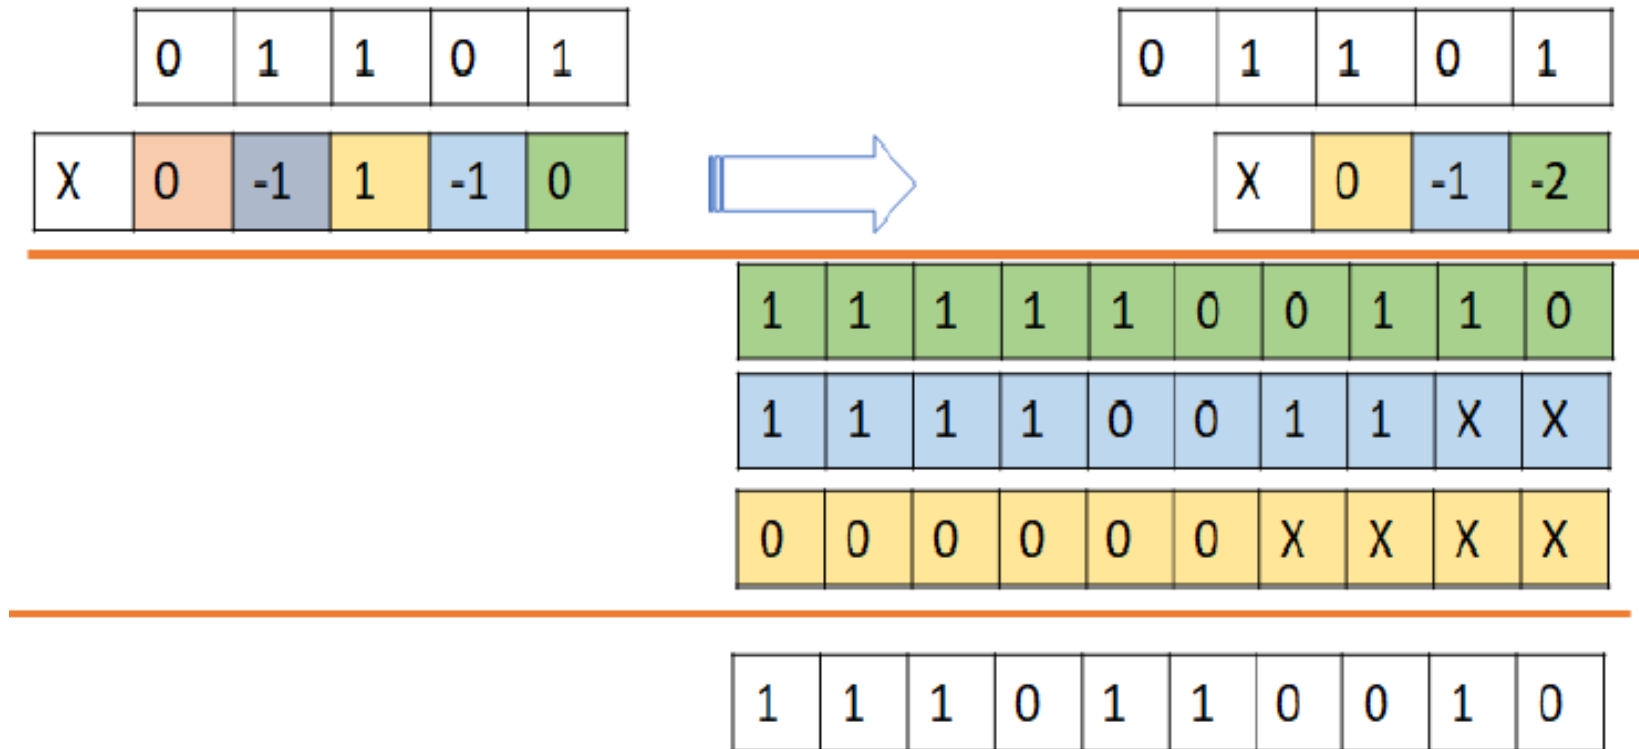 0 1 1 0 1 0 1 1 0 1
X 0 -1 1 -1 0 X 0 -1 -2
1 1 1 1 1 0 0 1 1 0
1 1 1 1 0 0 1 1 X X
0 0 0 0 0 0 X X X X
1 1 1 0 1 1 0 0 1 0